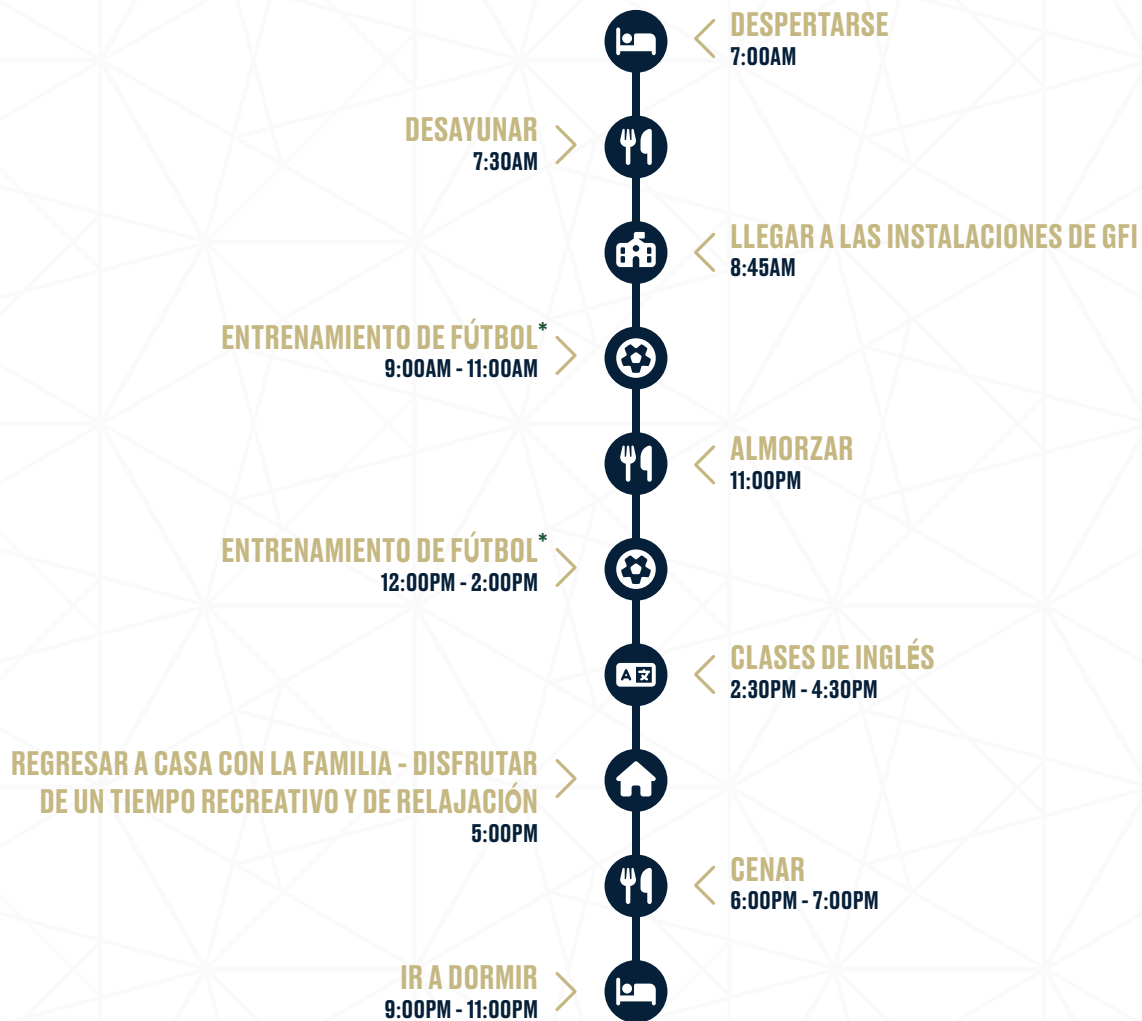 DESPERTARSE
7:00AM
DESAYUNAR
7:30AM
LLEGAR A LAS INSTALACIONES DE GFI
8:45AM
ENTRENAMIENTO DE FÚTBOL*
9:00AM - 11:00AM
ALMORZAR
11:00PM
ENTRENAMIENTO DE FÚTBOL*
12:00PM - 2:00PM
CLASES DE INGLÉS
2:30PM - 4:30PM
REGRESAR A CASA CON LA FAMILIA - DISFRUTAR
DE UN TIEMPO RECREATIVO Y DE RELAJACIÓN
5:00PM
CENAR
6:00PM - 7:00PM
IR A DORMIR
9:00PM - 11:00PM